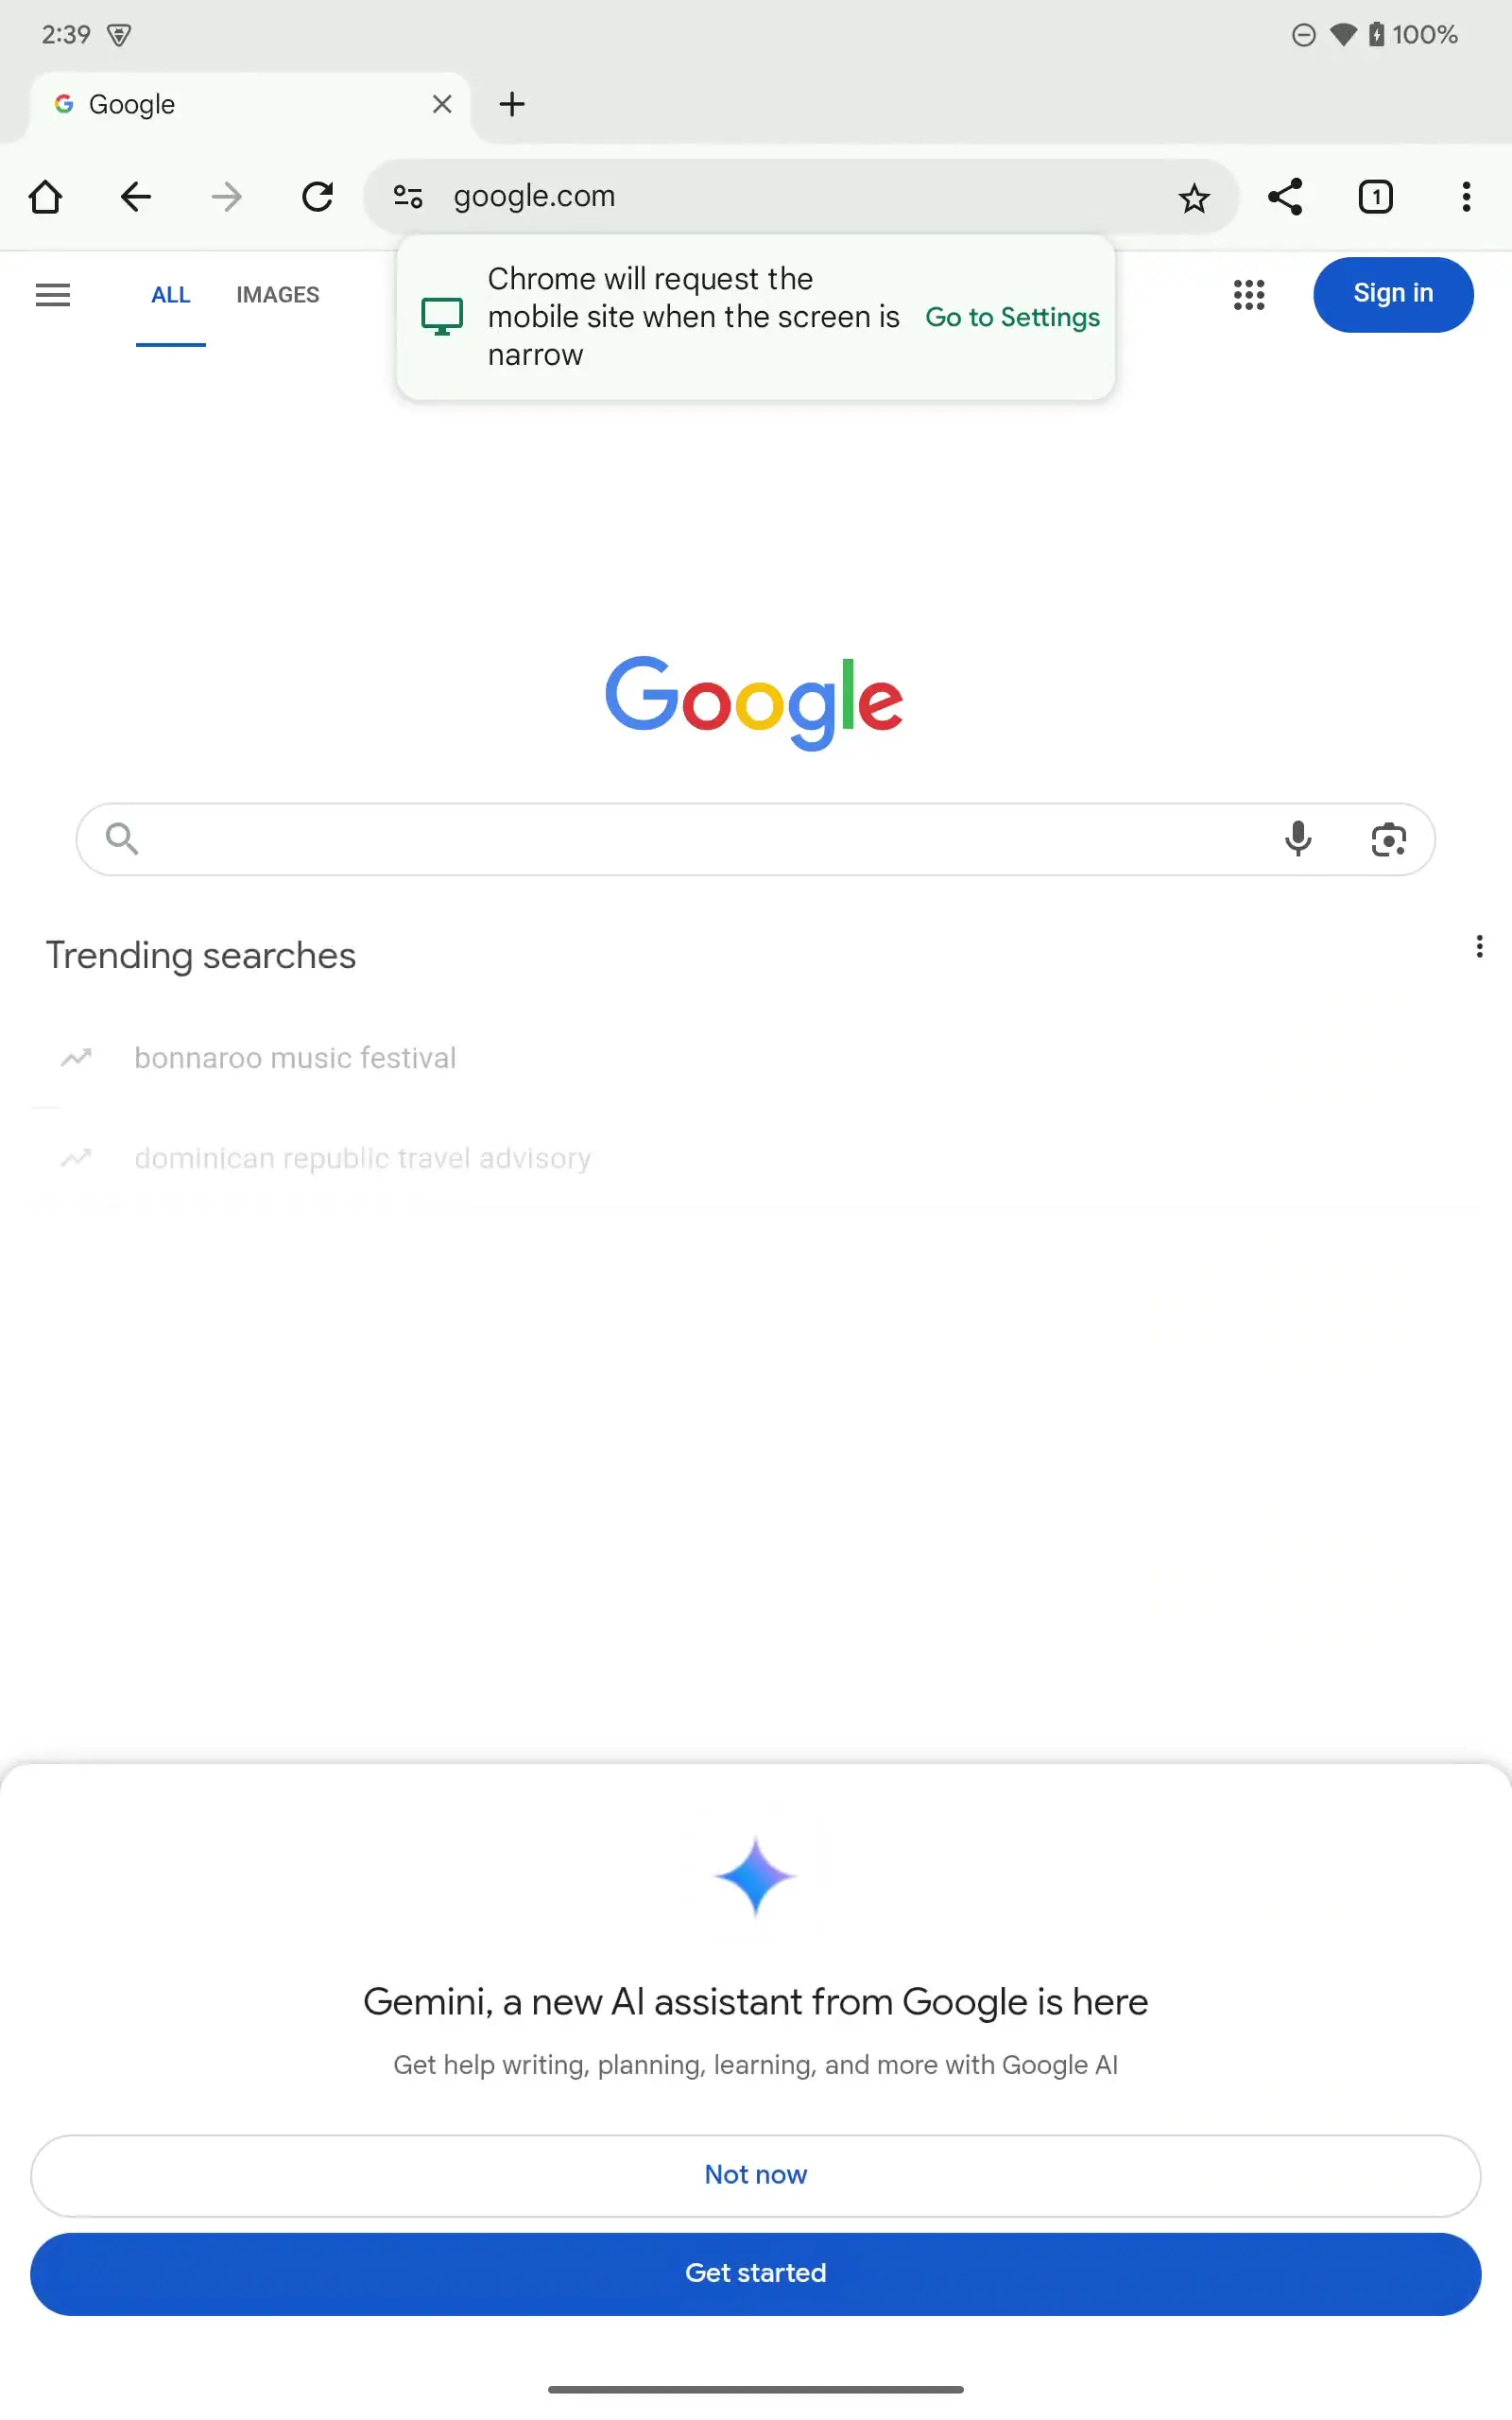 2:39
100%
Google
google.com
1
ALL
IMAGES
Chrome will request the
mobile site when the screen is
narrow
Go to Settings
Sign in
Google
Trending searches
bonnaroo music festival
dominican republic travel advisory
Gemini, a new AI assistant from Google is here
Get help writing, planning, learning, and more with Google AI
Not now
Get started